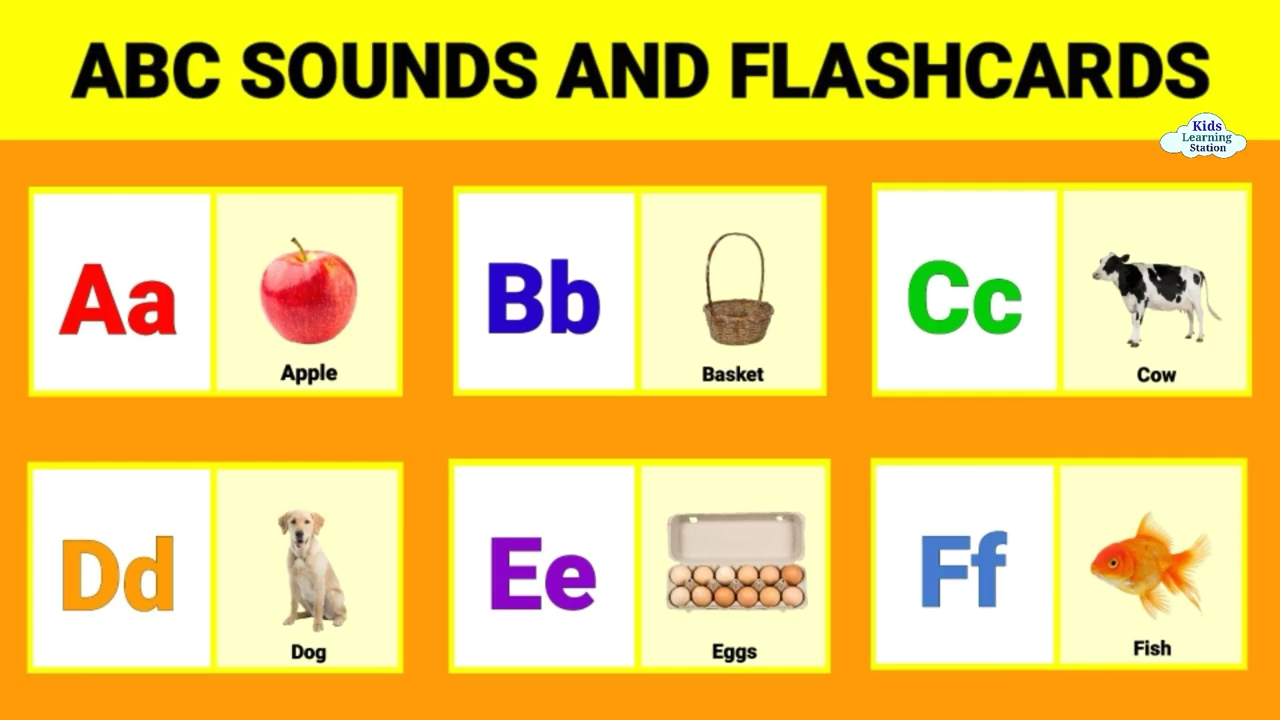 ABC SOUNDS AND FLASHCARDS
Kids
Learning
Station
Aa
Apple
Bb
Basket
Cc
Cow
Dd
Dog
Ee
Eggs
Ff
Fish